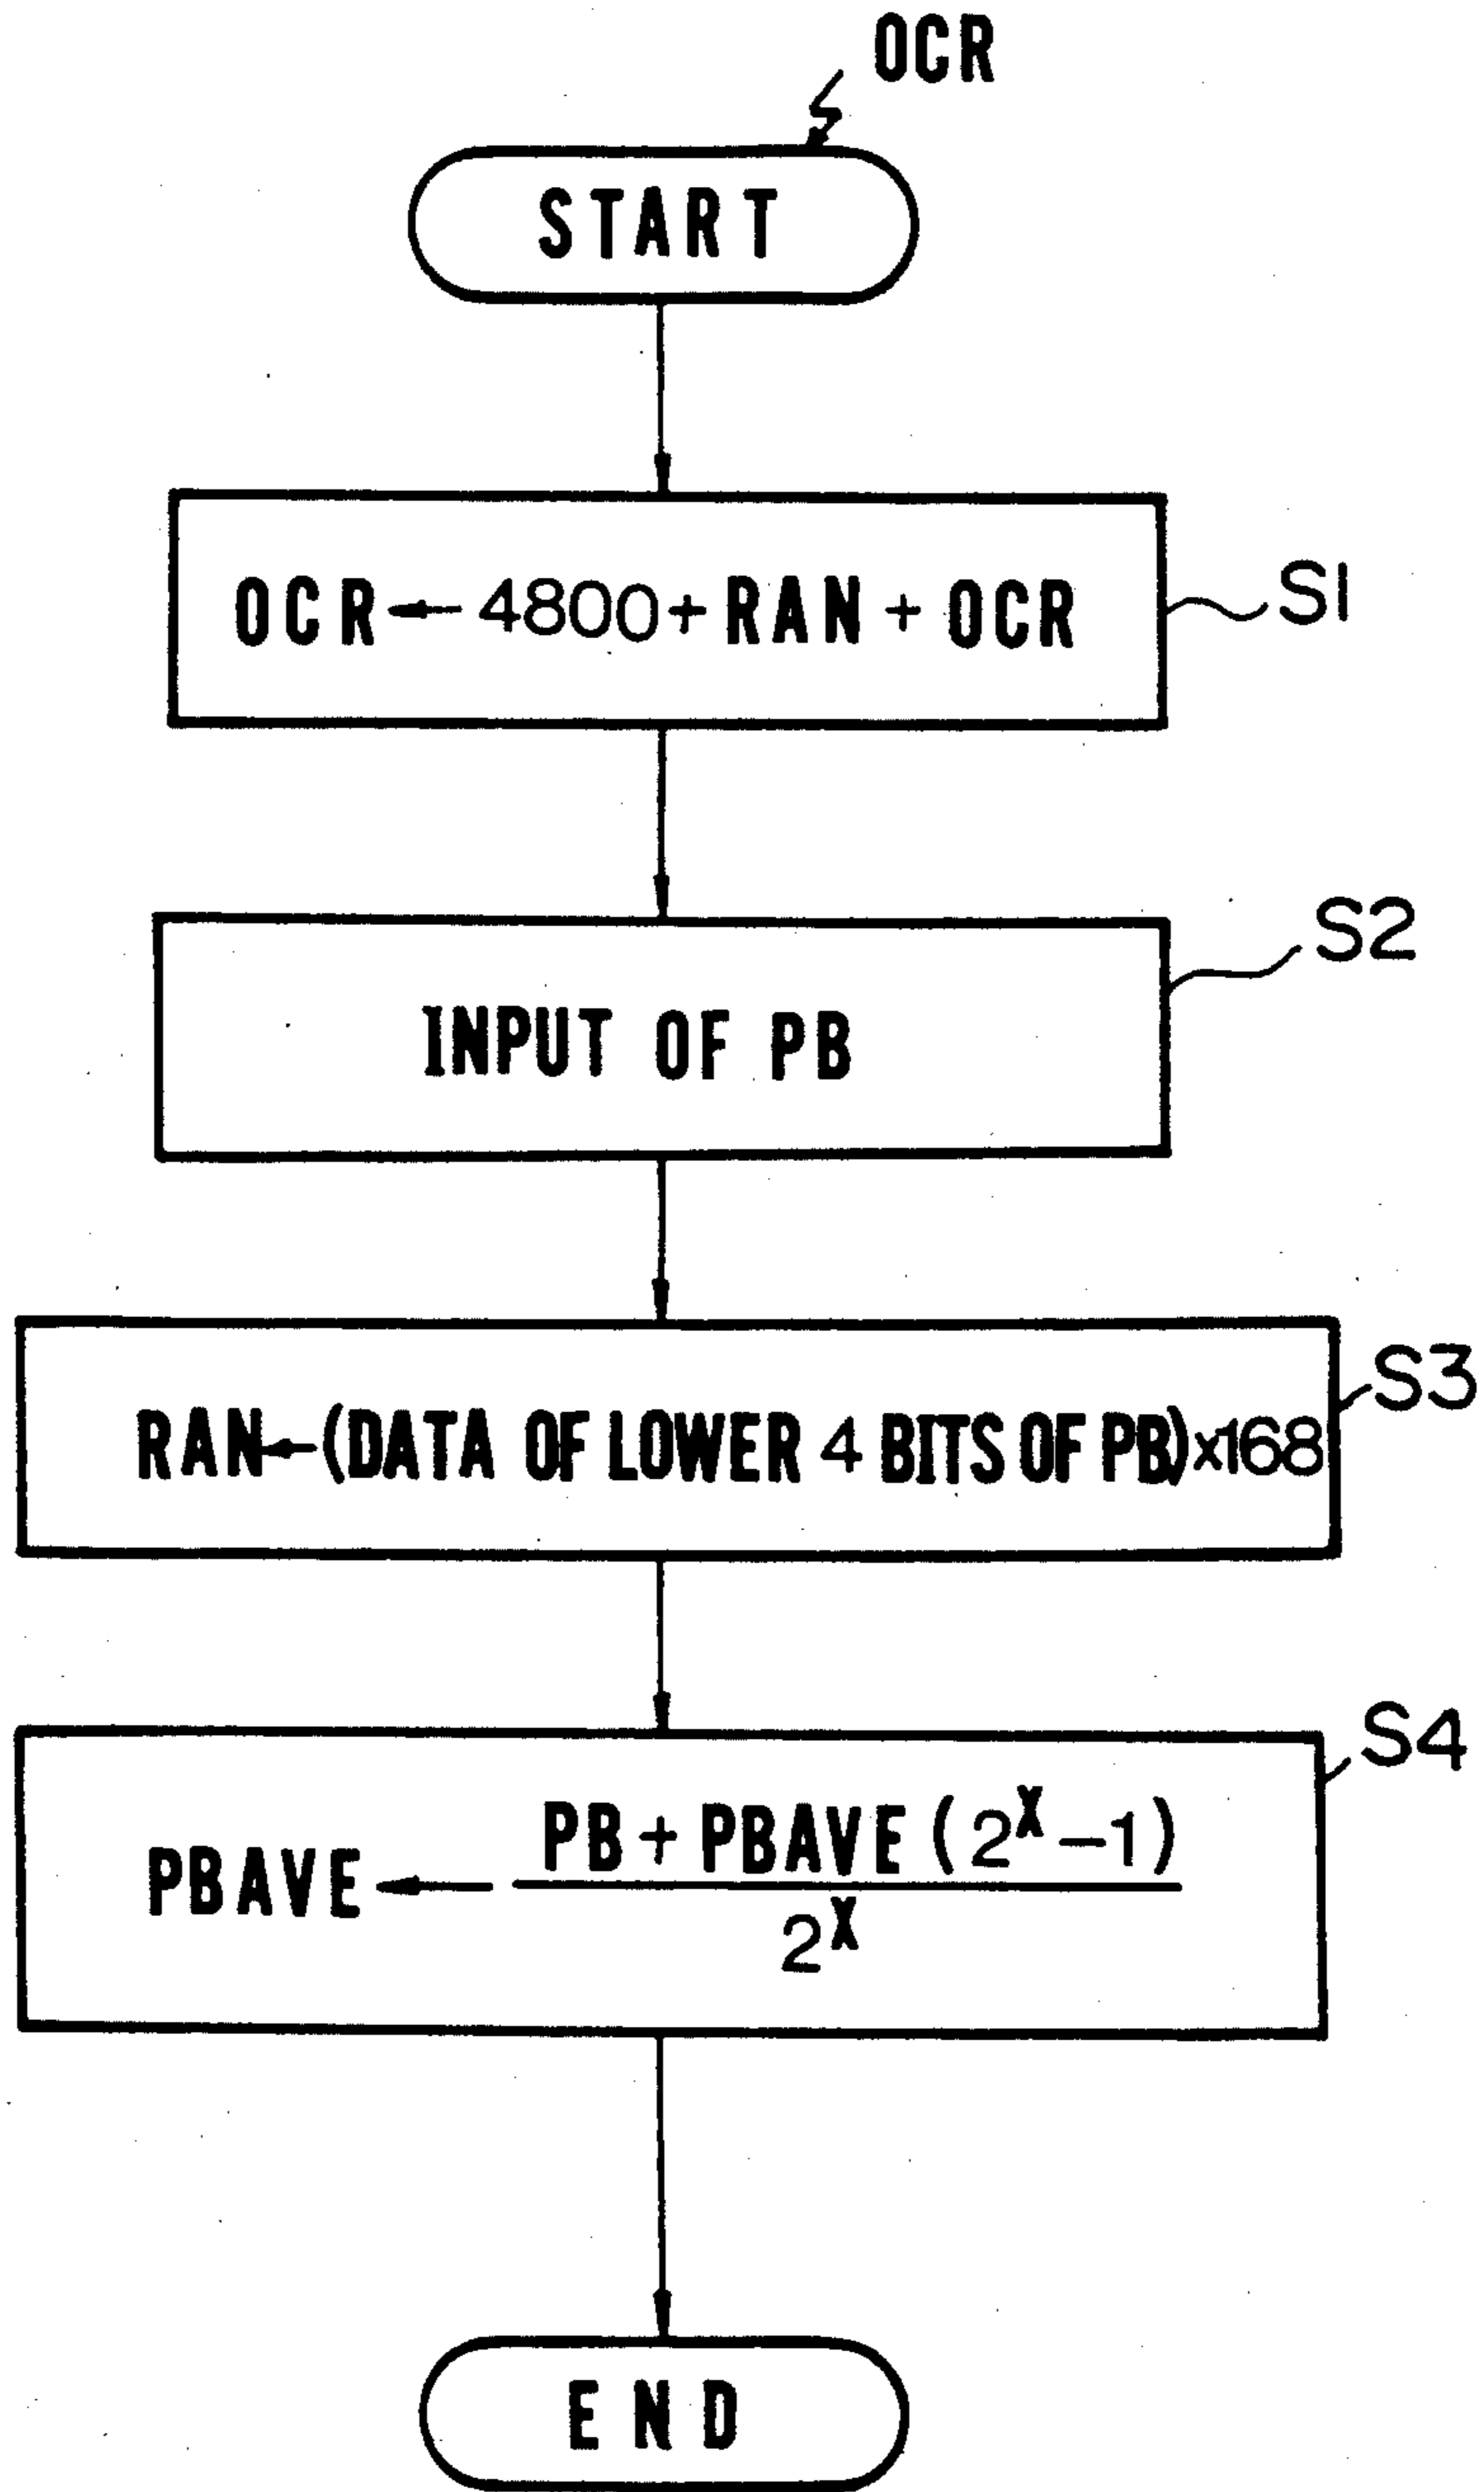 OCR
START
OCR ← 4800 + RAN + OCR
S1
S2
INPUT OF PB
S3
RAN ← (DATA OF LOWER 4 BITS OF PB) x168
S4
PB + PBAVE (2^X - 1)
PBAVE ←
2^X
END